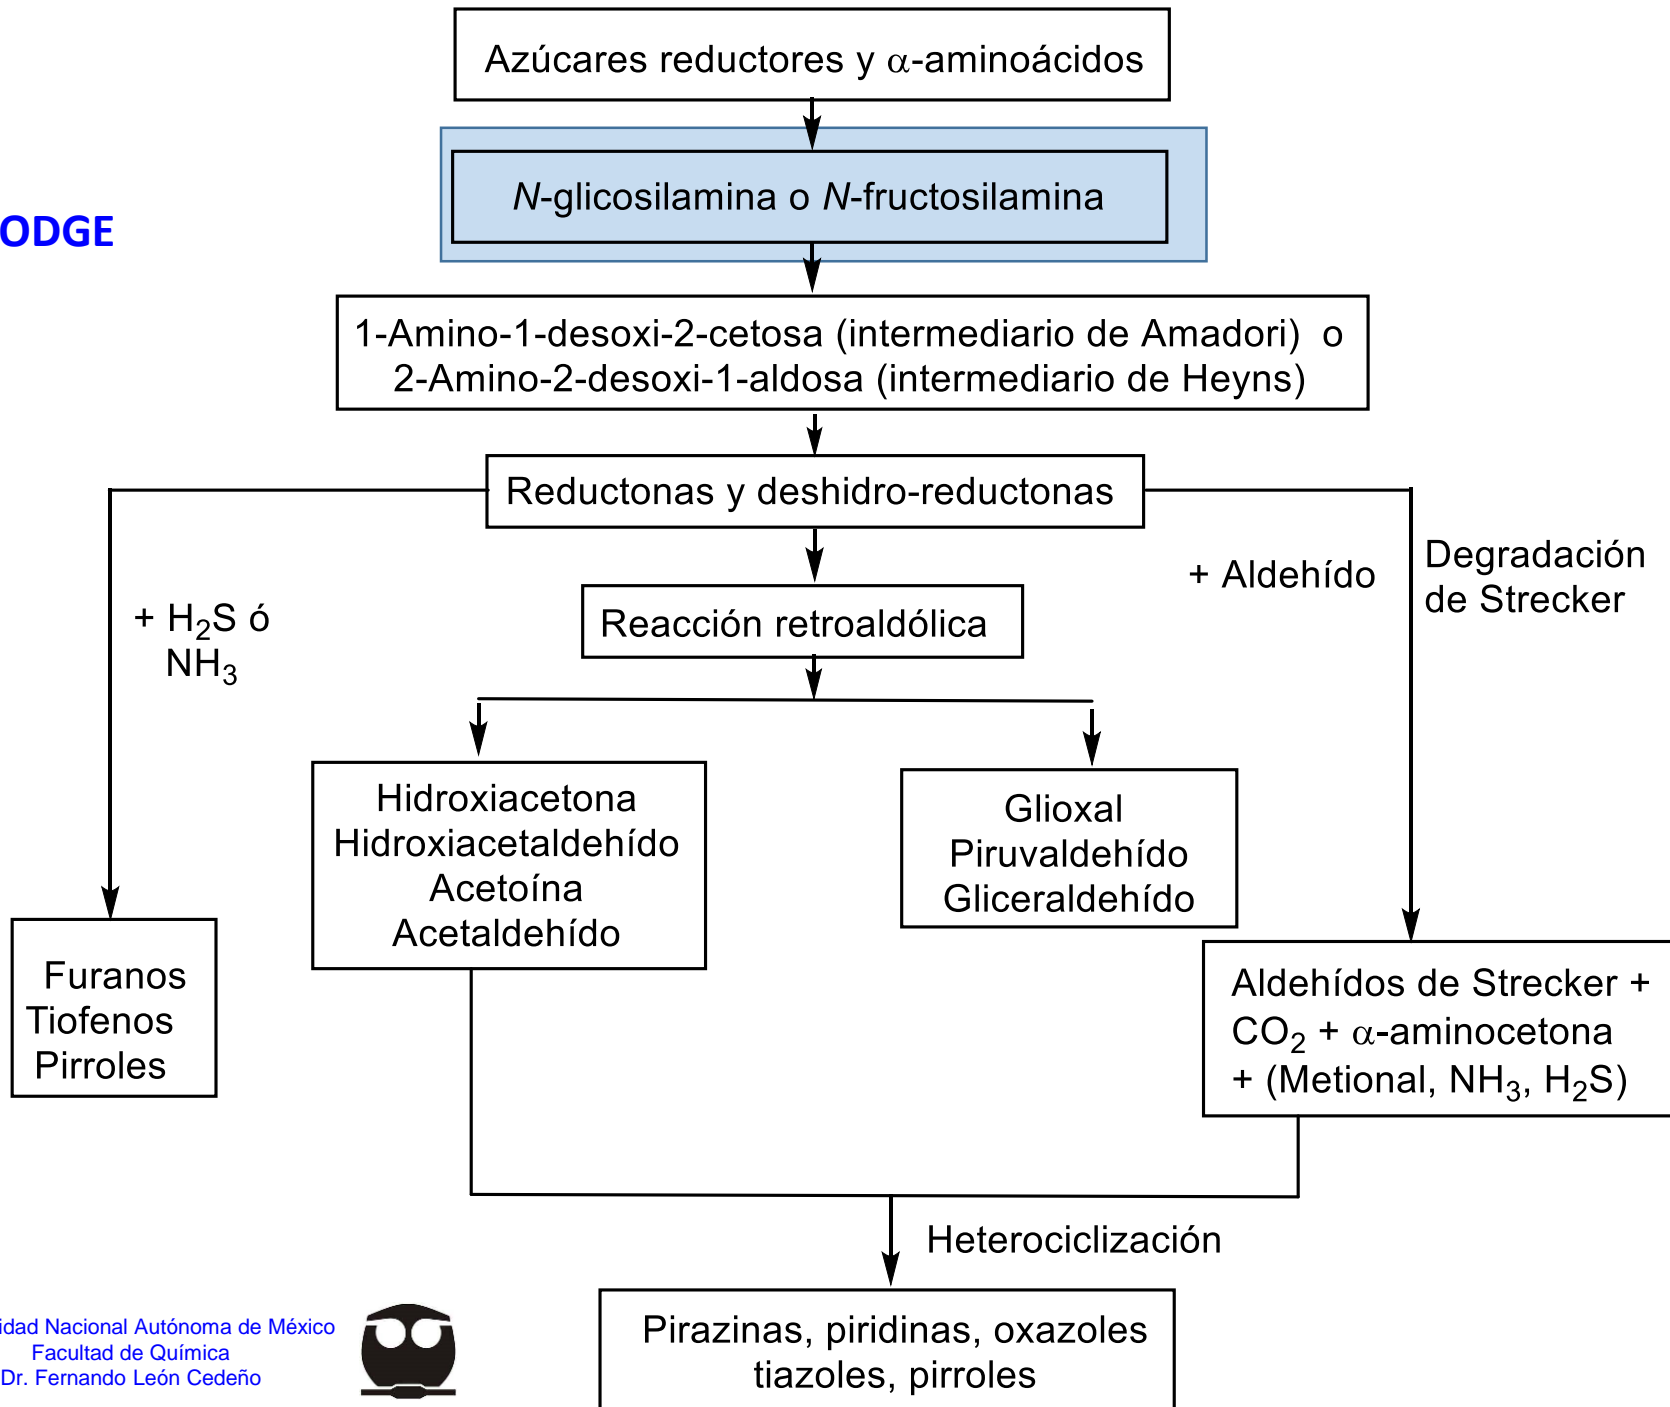 Azúcares reductores y α-aminoácidos
N-glicosilamina o N-fructosilamina
ODGE
1-Amino-1-desoxi-2-cetosa (intermediario de Amadori) o
2-Amino-2-desoxi-1-aldosa (intermediario de Heyns)
Reductonas y deshidro-reductonas
+ H₂S ó
NH₃
Reacción retroaldólica
+ Aldehído
Degradación
de Strecker
Hidroxiacetona
Hidroxiacetaldehído
Acetoína
Acetaldehído
Glioxal
Piruvaldehído
Gliceraldehído
Furanos
Tiofenos
Pirroles
Aldehídos de Strecker +
CO₂ + α-aminocetona
+ (Metional, NH₃, H₂S)
Heterociclización
Pirazinas, piridinas, oxazoles
tiazoles, pirroles
idad Nacional Autónoma de México
Facultad de Química
Dr. Fernando León Cedeño